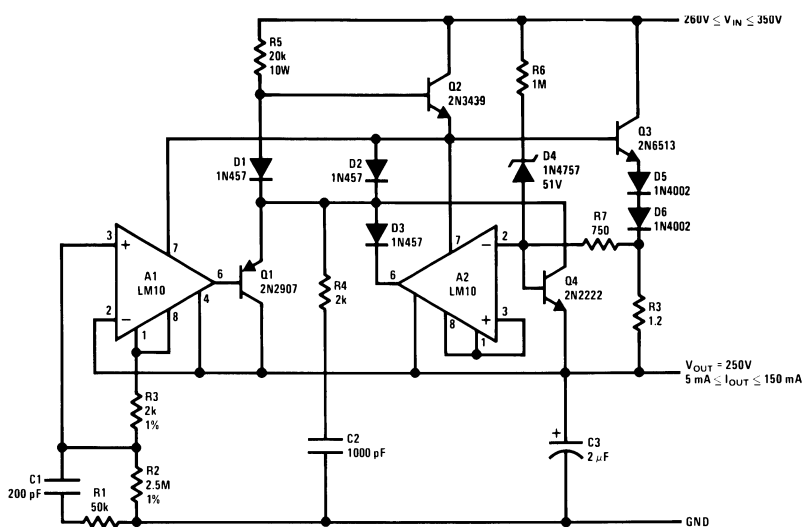 260V ≤ VIN ≤ 350V
R5
20k
10W
Q2
2N3439
R6
1M
Q3
2N6513
D1
1N457
D2
1N457
D4
1N4757
51V
D5
1N4002
D6
1N4002
R7
750
D3
1N457
3
+
7
A1
LM10
6
2
−
4
1
8
Q1
2N2907
R4
2k
7
−
2
6
A2
LM10
8
+
3
1
Q4
2N2222
R3
1.2
VOUT = 250V
5 mA ≤ IOUT ≤ 150 mA
R3
2k
1%
C2
1000 pF
+
C3
2 μF
C1
200 pF
R1
50k
R2
2.5M
1%
GND